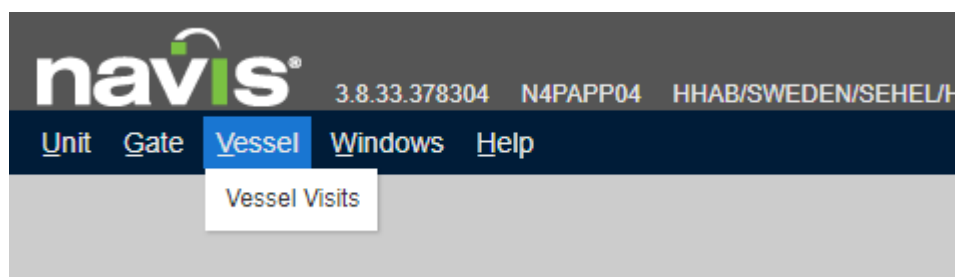 navis®
3.8.33.378304 N4PAPP04 HHAB/SWEDEN/SEHEL/H
Unit Gate Vessel Windows Help
Vessel Visits